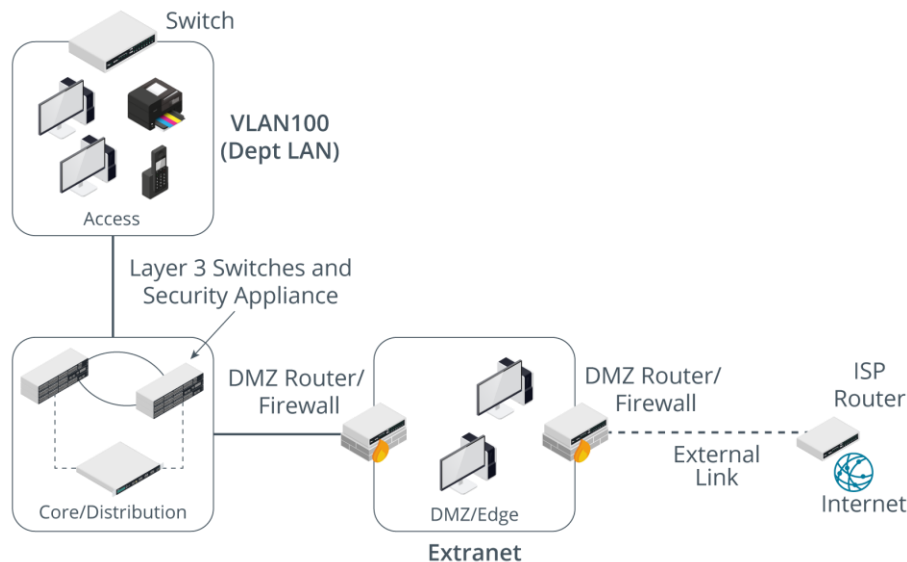 Switch
VLAN100
(Dept LAN)
Access
Layer 3 Switches and
Security Appliance
DMZ Router/
Firewall
DMZ Router/
Firewall
ISP
Router
External
Link
Internet
Core/Distribution
DMZ/Edge
Extranet